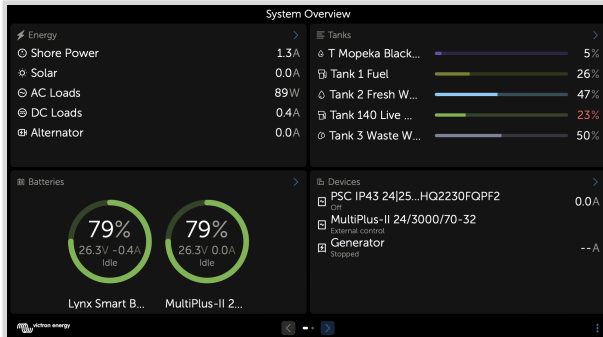 System Overview
Energy
Shore Power 1.3A
Solar 0.0A
AC Loads 89W
DC Loads 0.4A
Alternator 0.0A
Tanks
T Mopeka Black... 5%
Tank 1 Fuel 26%
Tank 2 Fresh W... 47%
Tank 140 Live ... 23%
Tank 3 Waste W... 50%
Batteries
79%
26.3V -0.4A
Idle
Lynx Smart B...
79%
26.3V 0.0A
Idle
MultiPlus-II 2...
Devices
PSC IP43 24|25...HQ2230FQPF2 0.0A
Off
MultiPlus-II 24/3000/70-32
External control
Generator --A
Stopped
victron energy